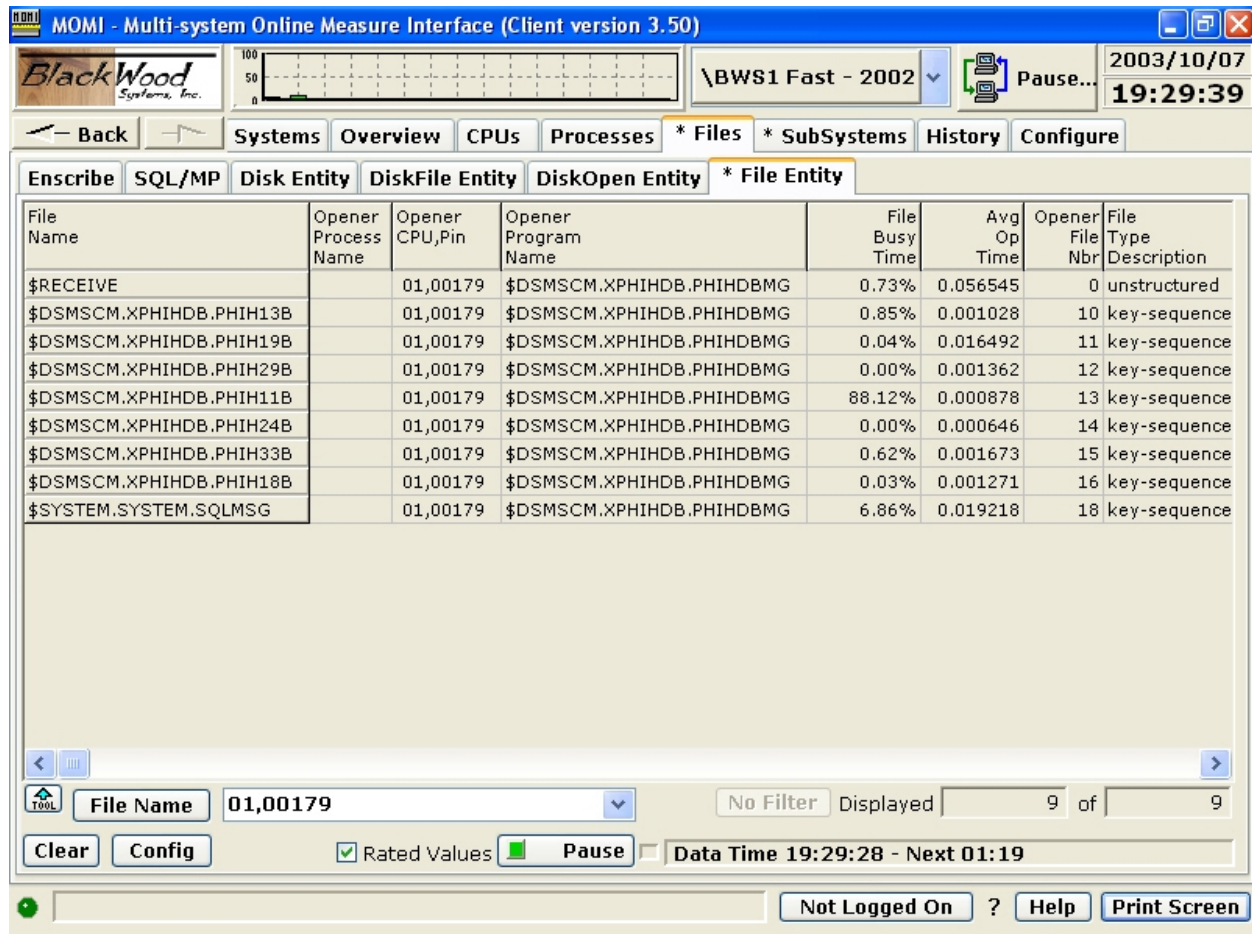 MOMI
MOMI - Multi-system Online Measure Interface (Client version 3.50)
BlackWood
Systems, Inc.
100
50
0
\BWS1 Fast - 2002
Pause...
2003/10/07
19:29:39
Back
Systems Overview CPUs Processes * Files * SubSystems History Configure
Enscribe SQL/MP Disk Entity DiskFile Entity DiskOpen Entity * File Entity
File Opener Opener Opener File Avg Opener File
Name Process CPU,Pin Program Busy Op File Type
Name Name Time Time Nbr Description
$RECEIVE 01,00179 $DSMSCM.XPHIHDB.PHIHDBMG 0.73% 0.056545 0 unstructured
$DSMSCM.XPHIHDB.PHIH13B 01,00179 $DSMSCM.XPHIHDB.PHIHDBMG 0.85% 0.001028 10 key-sequence
$DSMSCM.XPHIHDB.PHIH19B 01,00179 $DSMSCM.XPHIHDB.PHIHDBMG 0.04% 0.016492 11 key-sequence
$DSMSCM.XPHIHDB.PHIH29B 01,00179 $DSMSCM.XPHIHDB.PHIHDBMG 0.00% 0.001362 12 key-sequence
$DSMSCM.XPHIHDB.PHIH11B 01,00179 $DSMSCM.XPHIHDB.PHIHDBMG 88.12% 0.000878 13 key-sequence
$DSMSCM.XPHIHDB.PHIH24B 01,00179 $DSMSCM.XPHIHDB.PHIHDBMG 0.00% 0.000646 14 key-sequence
$DSMSCM.XPHIHDB.PHIH33B 01,00179 $DSMSCM.XPHIHDB.PHIHDBMG 0.62% 0.001673 15 key-sequence
$DSMSCM.XPHIHDB.PHIH18B 01,00179 $DSMSCM.XPHIHDB.PHIHDBMG 0.03% 0.001271 16 key-sequence
$SYSTEM.SYSTEM.SQLMSG 01,00179 $DSMSCM.XPHIHDB.PHIHDBMG 6.86% 0.019218 18 key-sequence
TOOL File Name 01,00179 No Filter Displayed 9 of 9
Clear Config Rated Values Pause Data Time 19:29:28 - Next 01:19
Not Logged On ? Help Print Screen